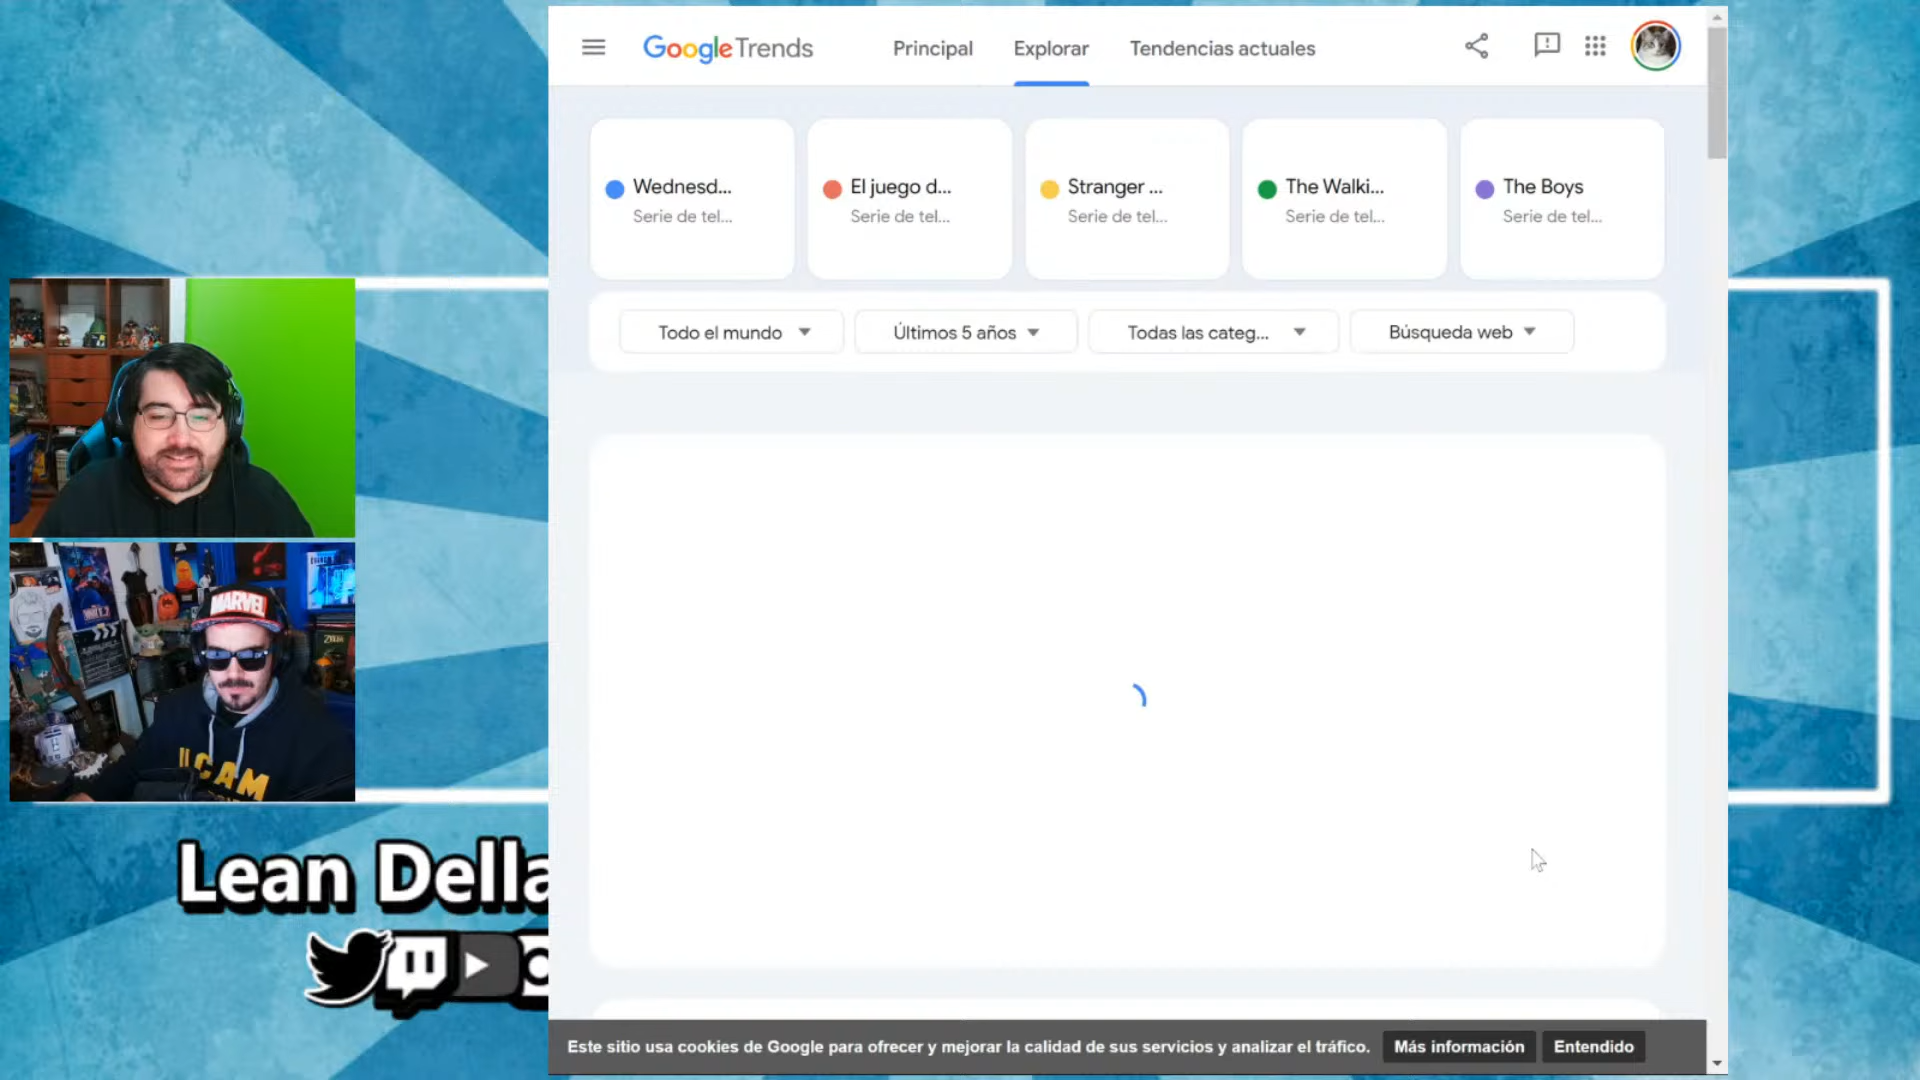 Google Trends
Principal
Explorar
Tendencias actuales
Wednesd...
Serie de tel...
El juego d...
Serie de tel...
Stranger ...
Serie de tel...
The Walki...
Serie de tel...
The Boys
Serie de tel...
Todo el mundo
Últimos 5 años
Todas las categ...
Búsqueda web
MARVEL
ZELDA
UCAM
Lean Della
Este sitio usa cookies de Google para ofrecer y mejorar la calidad de sus servicios y analizar el tráfico.
Más información
Entendido